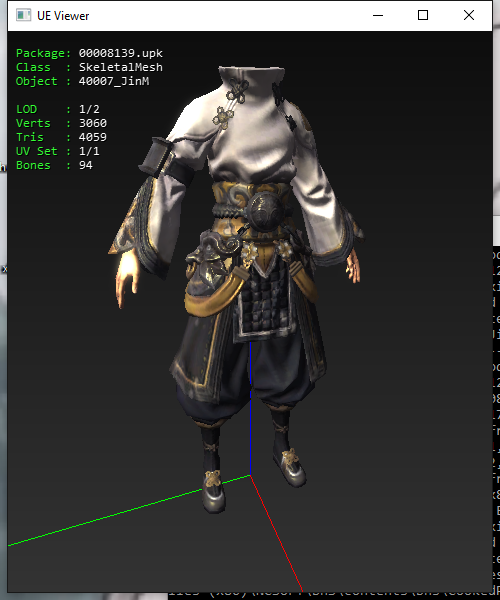 UE Viewer
Package: 00008139.upk
Class : SkeletalMesh
Object : 40007_JinM
LOD : 1/2
Verts : 3060
Tris : 4059
UV Set : 1/1
Bones : 94